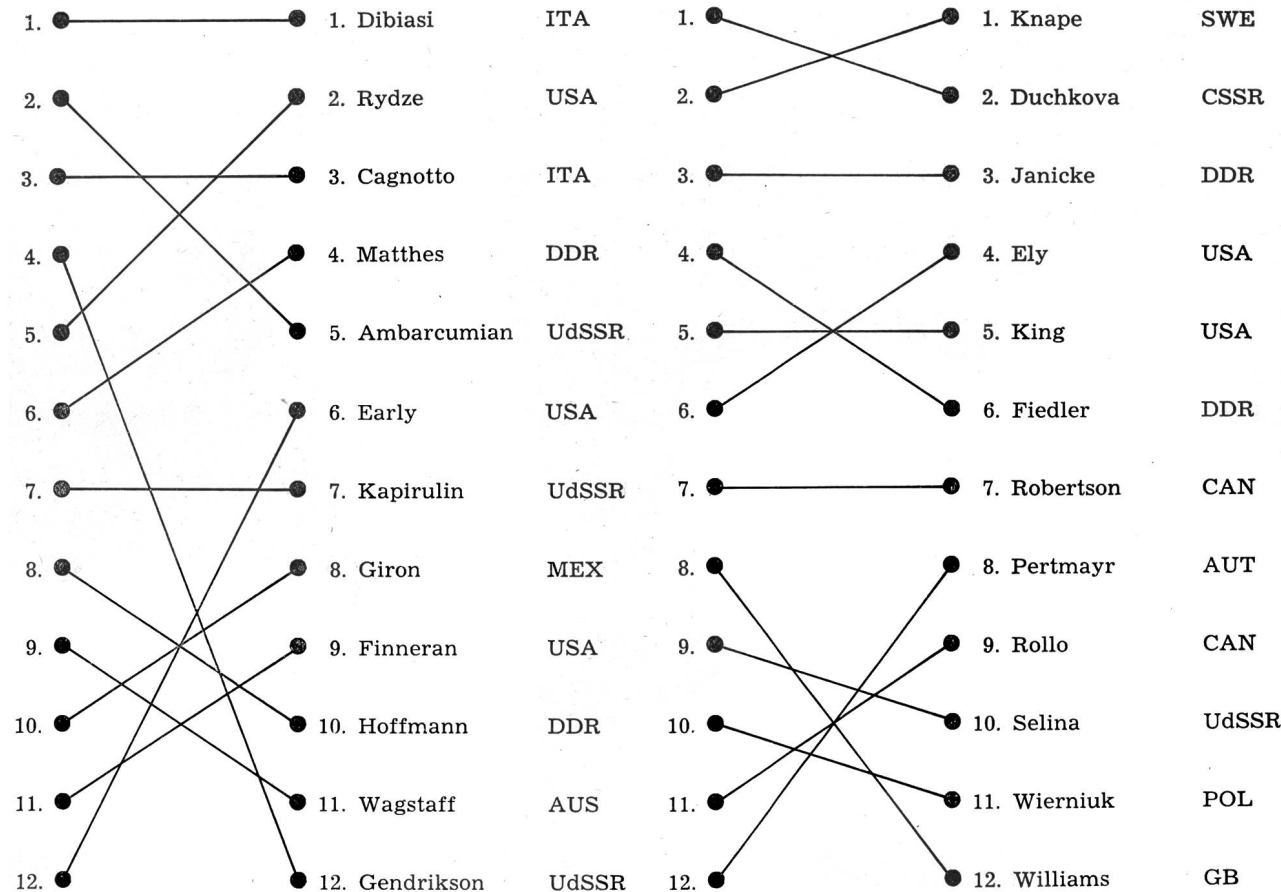 1. 1. Dibiasi ITA
2. 2. Rydze USA
3. 3. Cagnotto ITA
4. 4. Matthes DDR
5. 5. Ambarcumian UdSSR
6. 6. Early USA
7. 7. Kapirulin UdSSR
8. 8. Giron MEX
9. 9. Finneran USA
10. 10. Hoffmann DDR
11. 11. Wagstaff AUS
12. 12. Gendrikson UdSSR
1. 1. Knape SWE
2. 2. Duchkova CSSR
3. 3. Janicke DDR
4. 4. Ely USA
5. 5. King USA
6. 6. Fiedler DDR
7. 7. Robertson CAN
8. 8. Pertmayr AUT
9. 9. Rollo CAN
10. 10. Selina UdSSR
11. 11. Wierniuk POL
12. 12. Williams GB